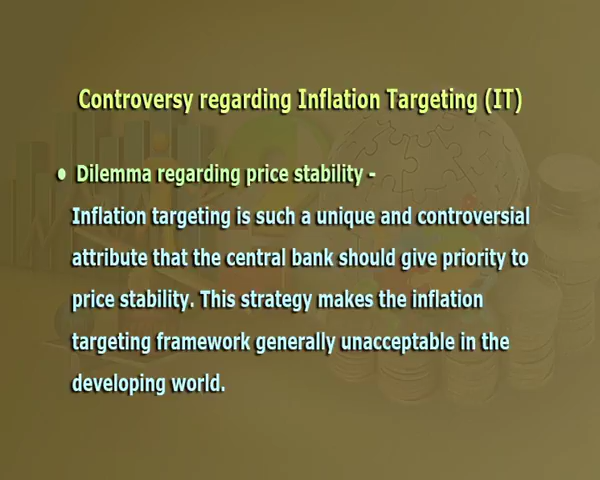 Controversy regarding Inflation Targeting (IT)
• Dilemma regarding price stability -
Inflation targeting is such a unique and controversial
attribute that the central bank should give priority to
price stability. This strategy makes the inflation
targeting framework generally unacceptable in the
developing world.